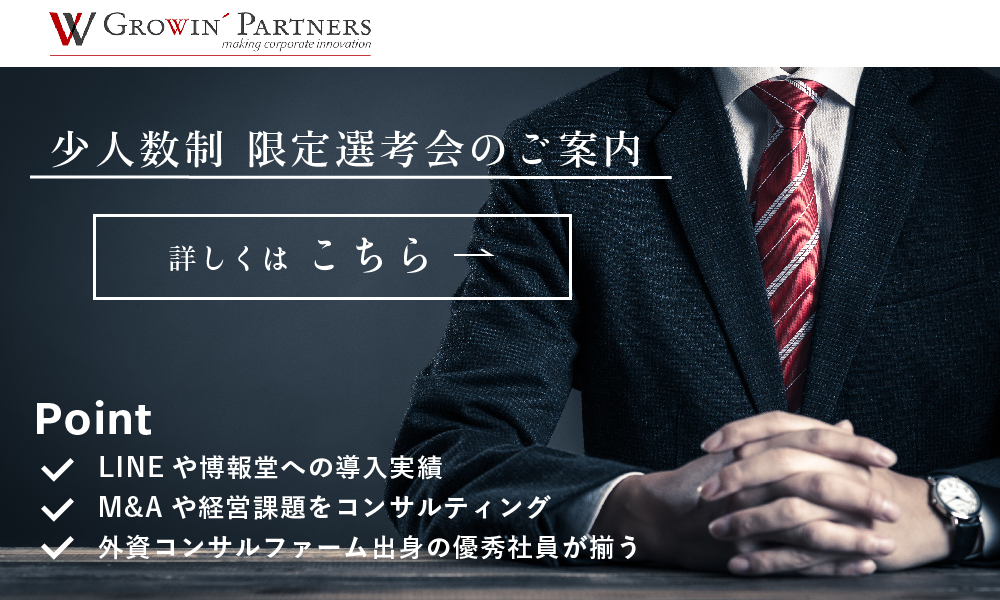 GROWIN´ PARTNERS
making corporate innovation
少人数制 限定選考会のご案内
詳しくは こちら →
Point
LINE や博報堂への導入実績
M&A や経営課題をコンサルティング
外資コンサルファーム出身の優秀社員が揃う